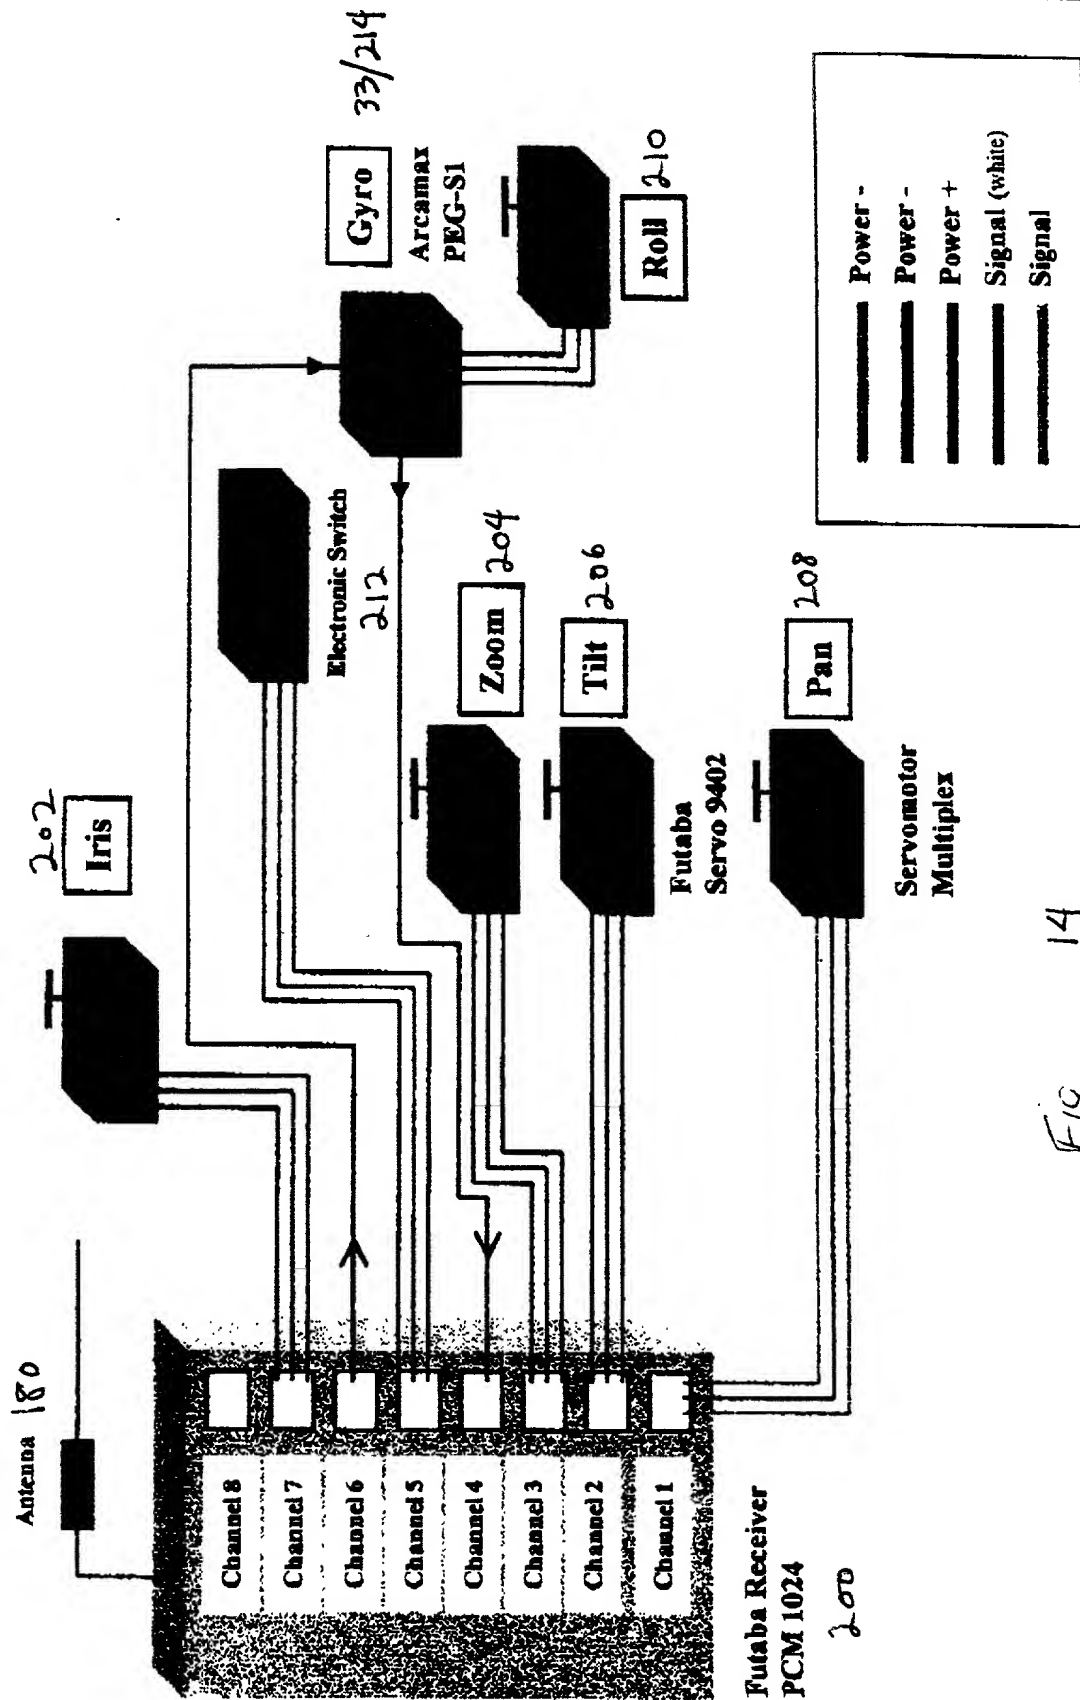 Antenna 180
Channel 8
Channel 7
Channel 6
Channel 5
Channel 4
Channel 3
Channel 2
Channel 1
Futaba Receiver
PCM 1024
200
202
Iris
Electronic Switch
212
Gyro
33/214
Arcamax
PEG-S1
Roll
210
Zoom
204
Tilt
206
Futaba
Servo 9402
Pan
208
Servomotor
Multiplex
Power -
Power -
Power +
Signal (white)
Signal
14